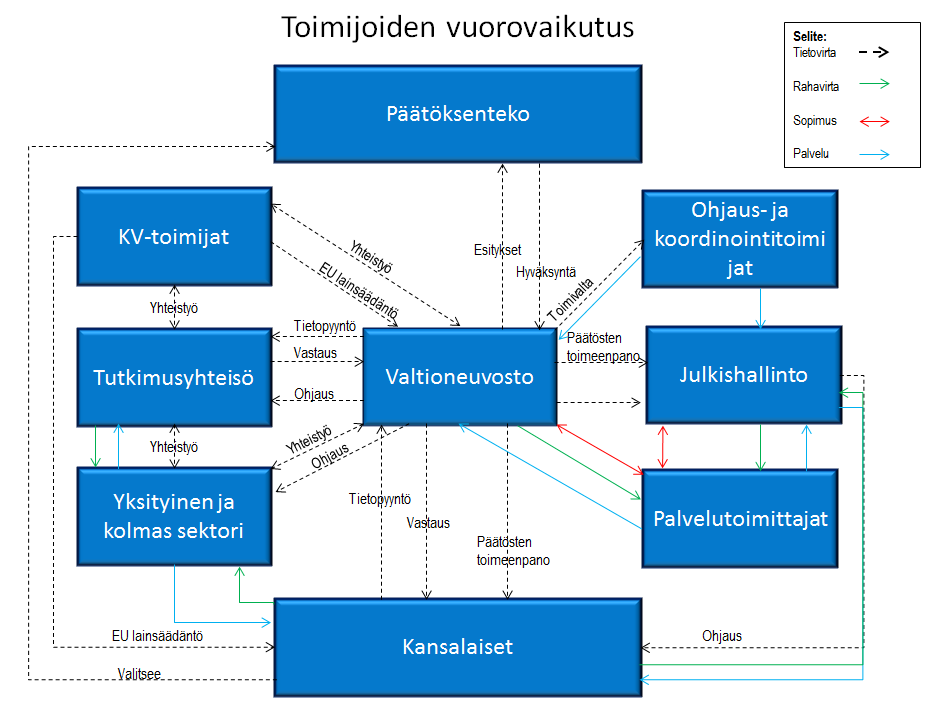 Toimijoiden vuorovaikutus
Selite:
Tietovirta
Rahavirta
Sopimus
Palvelu
Päätöksenteko
KV-toimijat
Ohjaus- ja
koordinointitoimi
jat
Yhteistyö
EU lainsäädäntö
Esitykset
Hyväksyntä
Toimivalta
Yhteistyö
Tietopyyntö
Vastaus
Ohjaus
Tutkimusyhteisö
Valtioneuvosto
Päätösten
toimeenpano
Julkishallinto
Yhteistyö
Yhteistyö
Ohjaus
Yksityinen ja
kolmas sektori
Tietopyyntö
Vastaus
Päätösten
toimeenpano
Palvelutoimittajat
EU lainsäädäntö
Valitsee
Kansalaiset
Ohjaus